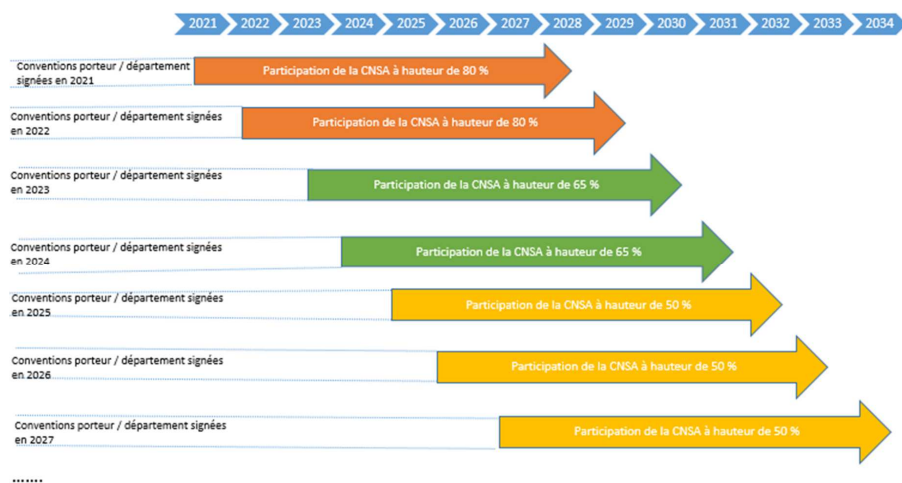 2021 2022 2023 2024 2025 2026 2027 2028 2029 2030 2031 2032 2033 2034
Conventions porteur / département
signées en 2021
Participation de la CNSA à hauteur de 80 %
Conventions porteur / département signées
en 2022
Participation de la CNSA à hauteur de 80 %
Conventions porteur / département signées
en 2023
Participation de la CNSA à hauteur de 65 %
Conventions porteur / département signées
en 2024
Participation de la CNSA à hauteur de 65 %
Conventions porteur / département signées
en 2025
Participation de la CNSA à hauteur de 50 %
Conventions porteur / département signées
en 2026
Participation de la CNSA à hauteur de 50 %
Conventions porteur / département signées
en 2027
Participation de la CNSA à hauteur de 50 %
.......